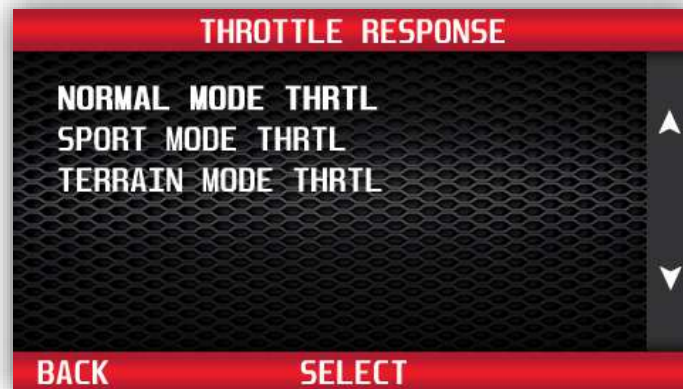 THROTTLE RESPONSE
NORMAL MODE THRTL
SPORT MODE THRTL
TERRAIN MODE THRTL
BACK SELECT